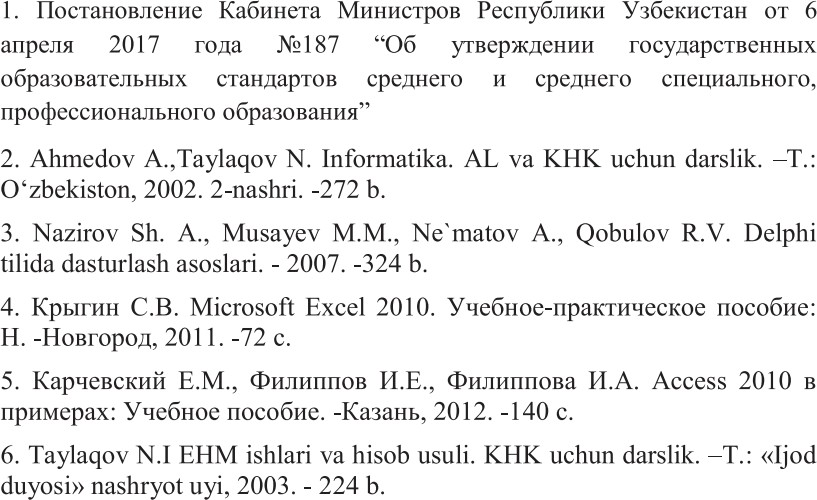 1. Постановление Кабинета Министров Республики Узбекистан от 6
апреля 2017 года №187 “Об утверждении государственных
образовательных стандартов среднего и среднего специального,
профессионального образования”
2. Ahmedov A.,Taylaqov N. Informatika. AL va KHK uchun darslik. –T.:
O‘zbekiston, 2002. 2-nashri. -272 b.
3. Nazirov Sh. A., Musayev M.M., Ne`matov A., Qobulov R.V. Delphi
tilida dasturlash asoslari. - 2007. -324 b.
4. Крыгин С.В. Microsoft Excel 2010. Учебное-практическое пособие:
Н. -Новгород, 2011. -72 с.
5. Карчевский Е.М., Филиппов И.Е., Филиппова И.А. Access 2010 в
примерах: Учебное пособие. -Казань, 2012. -140 с.
6. Taylaqov N.I EHM ishlari va hisob usuli. KHK uchun darslik. –T.: «Ijod
duyosi» nashryot uyi, 2003. - 224 b.